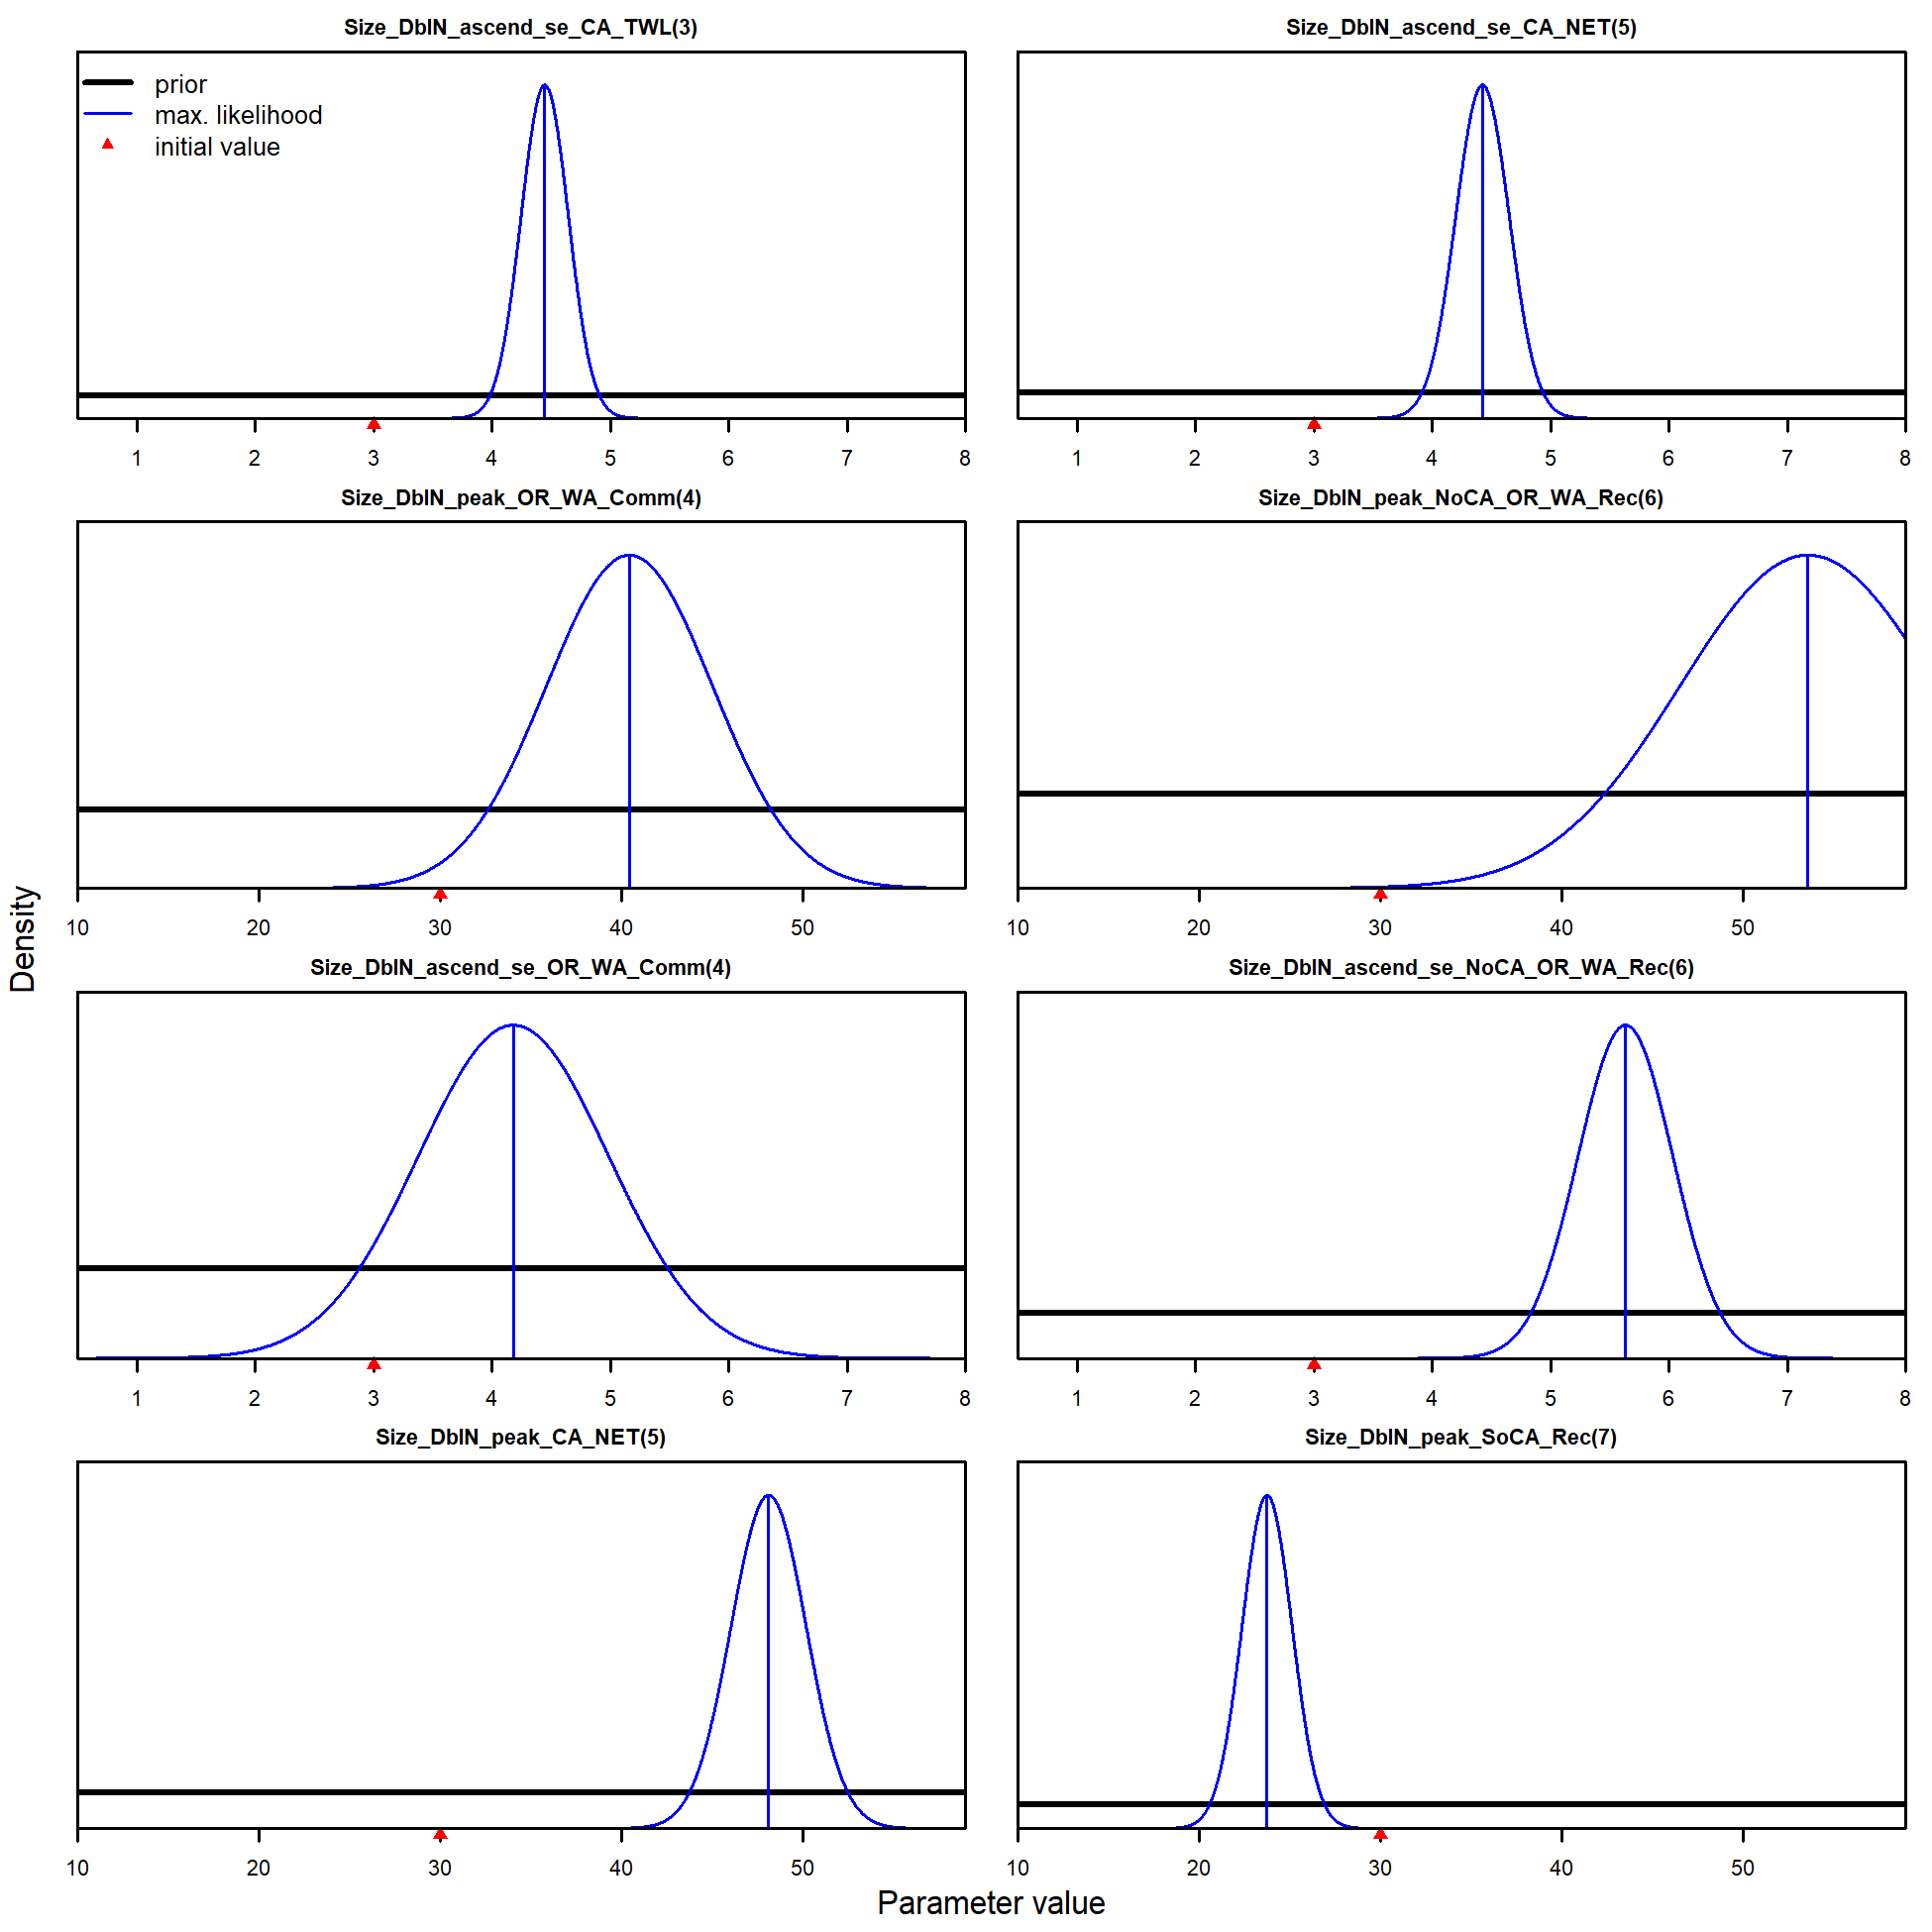 Size_DblN_ascend_se_CA_TWL(3)
prior
max. likelihood
initial value
1 2 3 4 5 6 7 8
Size_DblN_ascend_se_CA_NET(5)
1 2 3 4 5 6 7 8
Size_DblN_peak_OR_WA_Comm(4)
10 20 30 40 50
Size_DblN_peak_NoCA_OR_WA_Rec(6)
10 20 30 40 50
Size_DblN_ascend_se_OR_WA_Comm(4)
1 2 3 4 5 6 7 8
Size_DblN_ascend_se_NoCA_OR_WA_Rec(6)
1 2 3 4 5 6 7 8
Size_DblN_peak_CA_NET(5)
10 20 30 40 50
Size_DblN_peak_SoCA_Rec(7)
10 20 30 40 50
Density
Parameter value